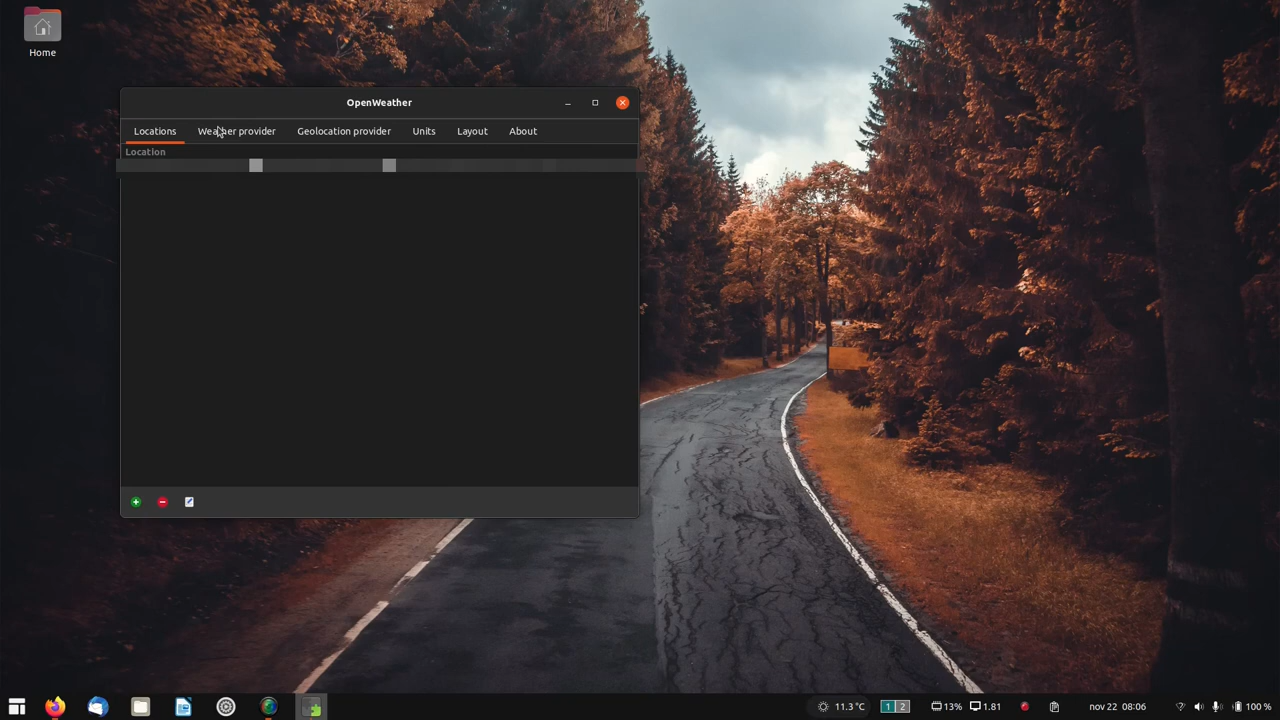 Home
OpenWeather
Locations Weather provider Geolocation provider Units Layout About
Location
11.3 °C 1 2 13% 1.81 nov 22 08:06 100 %